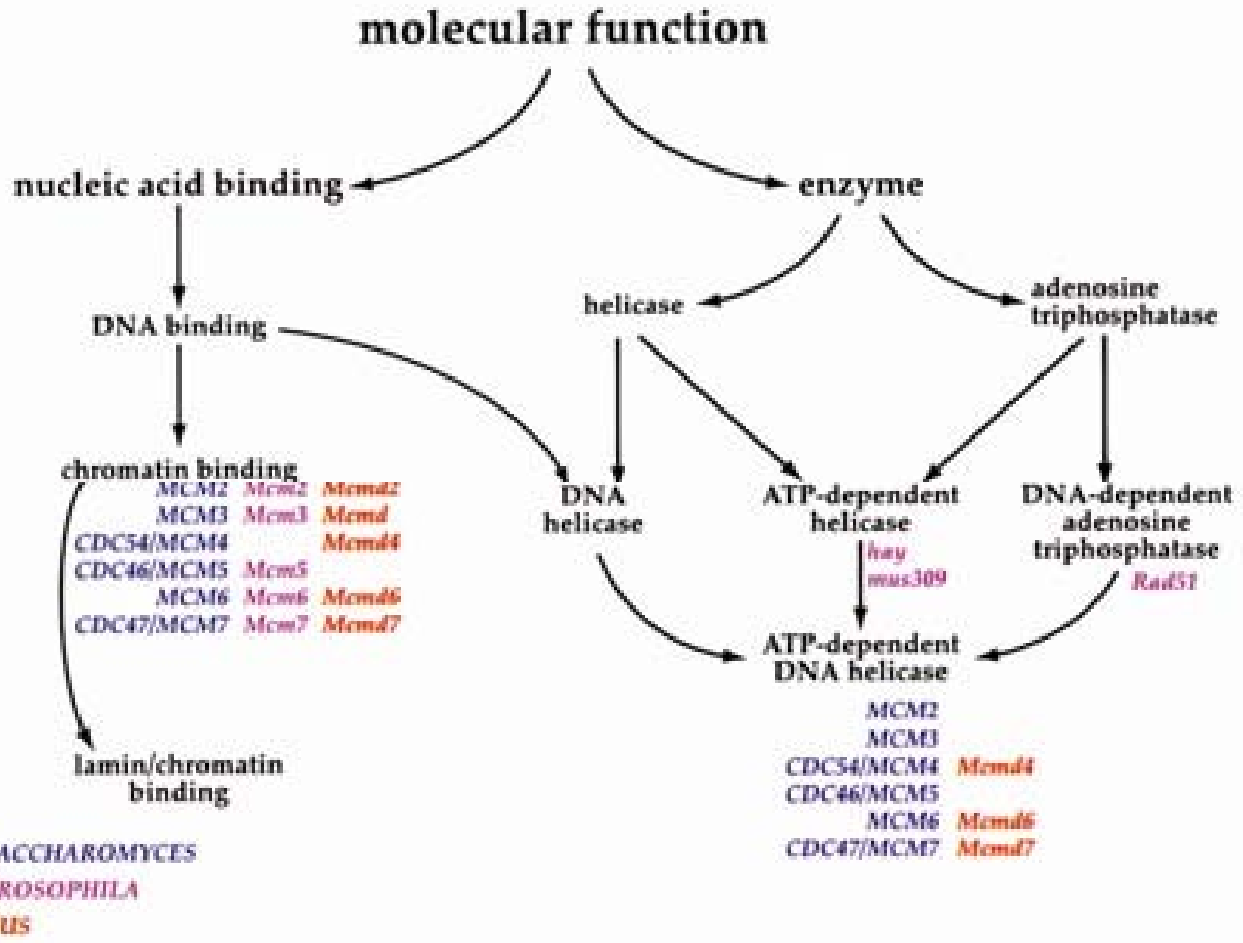 molecular function
nucleic acid binding
enzyme
helicase
adenosine
triphosphatase
DNA binding
chromatin binding
MCM2 Mcm2 Mcmd2
MCM3 Mcm3 Mcmd
CDC54/MCM4 Mcmd4
CDC46/MCM5 Mcm5
MCM6 Mcm6 Mcmd6
CDC47/MCM7 Mcm7 Mcmd7
DNA
helicase
ATP-dependent
helicase
hay
mus309
DNA-dependent
adenosine
triphosphatase
Rad51
ATP-dependent
DNA helicase
MCM2
MCM3
CDC54/MCM4 Mcmd4
CDC46/MCM5
MCM6 Mcmd6
CDC47/MCM7 Mcmd7
lamin/chromatin
binding
ACCHAROMYCES
ROSOPHILA
US